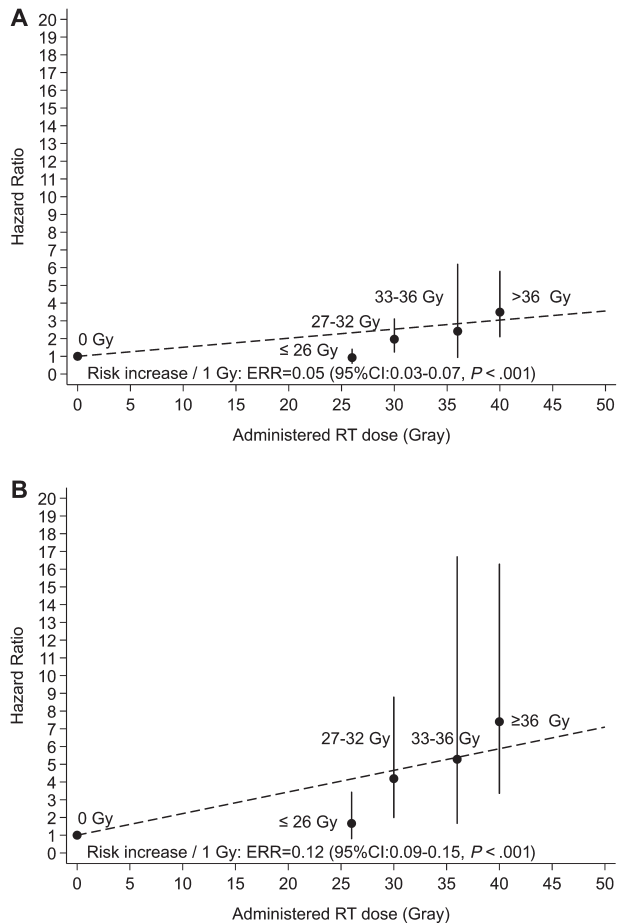 A
20
19
18
17
16
15
14
13
12
11
10
9
8
7
6
5
4
3
2
1
0
Hazard Ratio
0 Gy
≤ 26 Gy
27-32 Gy
33-36 Gy
>36 Gy
Risk increase / 1 Gy: ERR=0.05 (95%CI:0.03-0.07, P < .001)
0 5 10 15 20 25 30 35 40 45 50
Administered RT dose (Gray)
B
20
19
18
17
16
15
14
13
12
11
10
9
8
7
6
5
4
3
2
1
0
Hazard Ratio
0 Gy
≤ 26 Gy
27-32 Gy
33-36 Gy
≥36 Gy
Risk increase / 1 Gy: ERR=0.12 (95%CI:0.09-0.15, P < .001)
0 5 10 15 20 25 30 35 40 45 50
Administered RT dose (Gray)